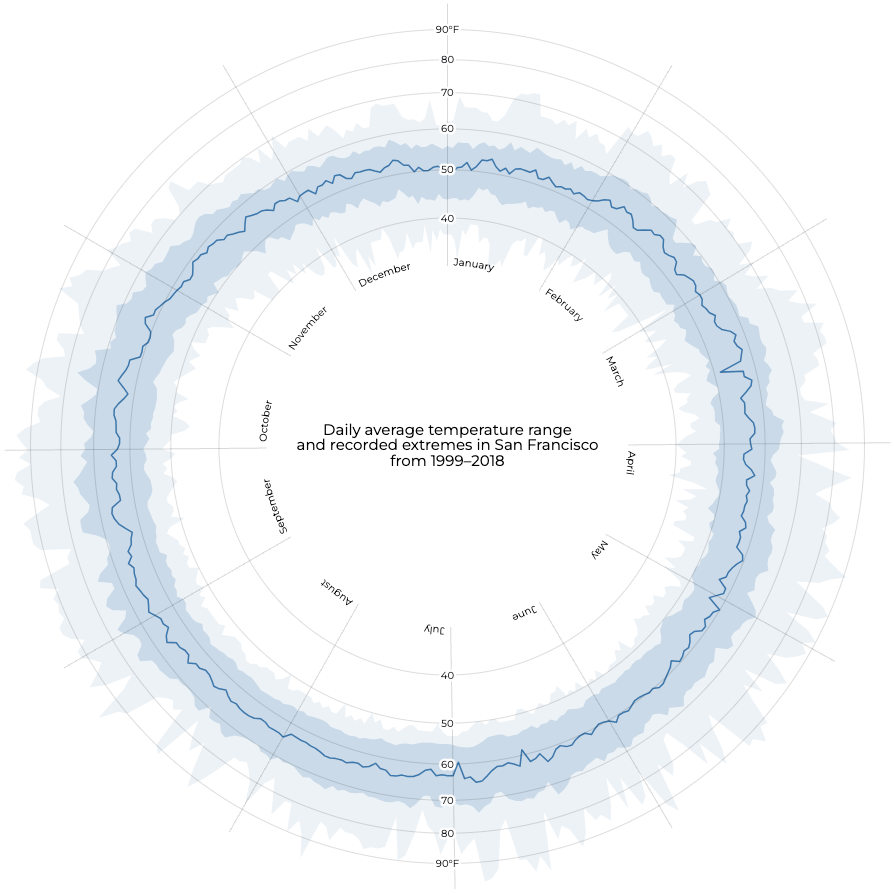 90°F
80
70
60
50
40
January
February
March
April
May
June
July
August
September
October
November
December
Daily average temperature range
and recorded extremes in San Francisco
from 1999–2018
40
50
60
70
80
90°F